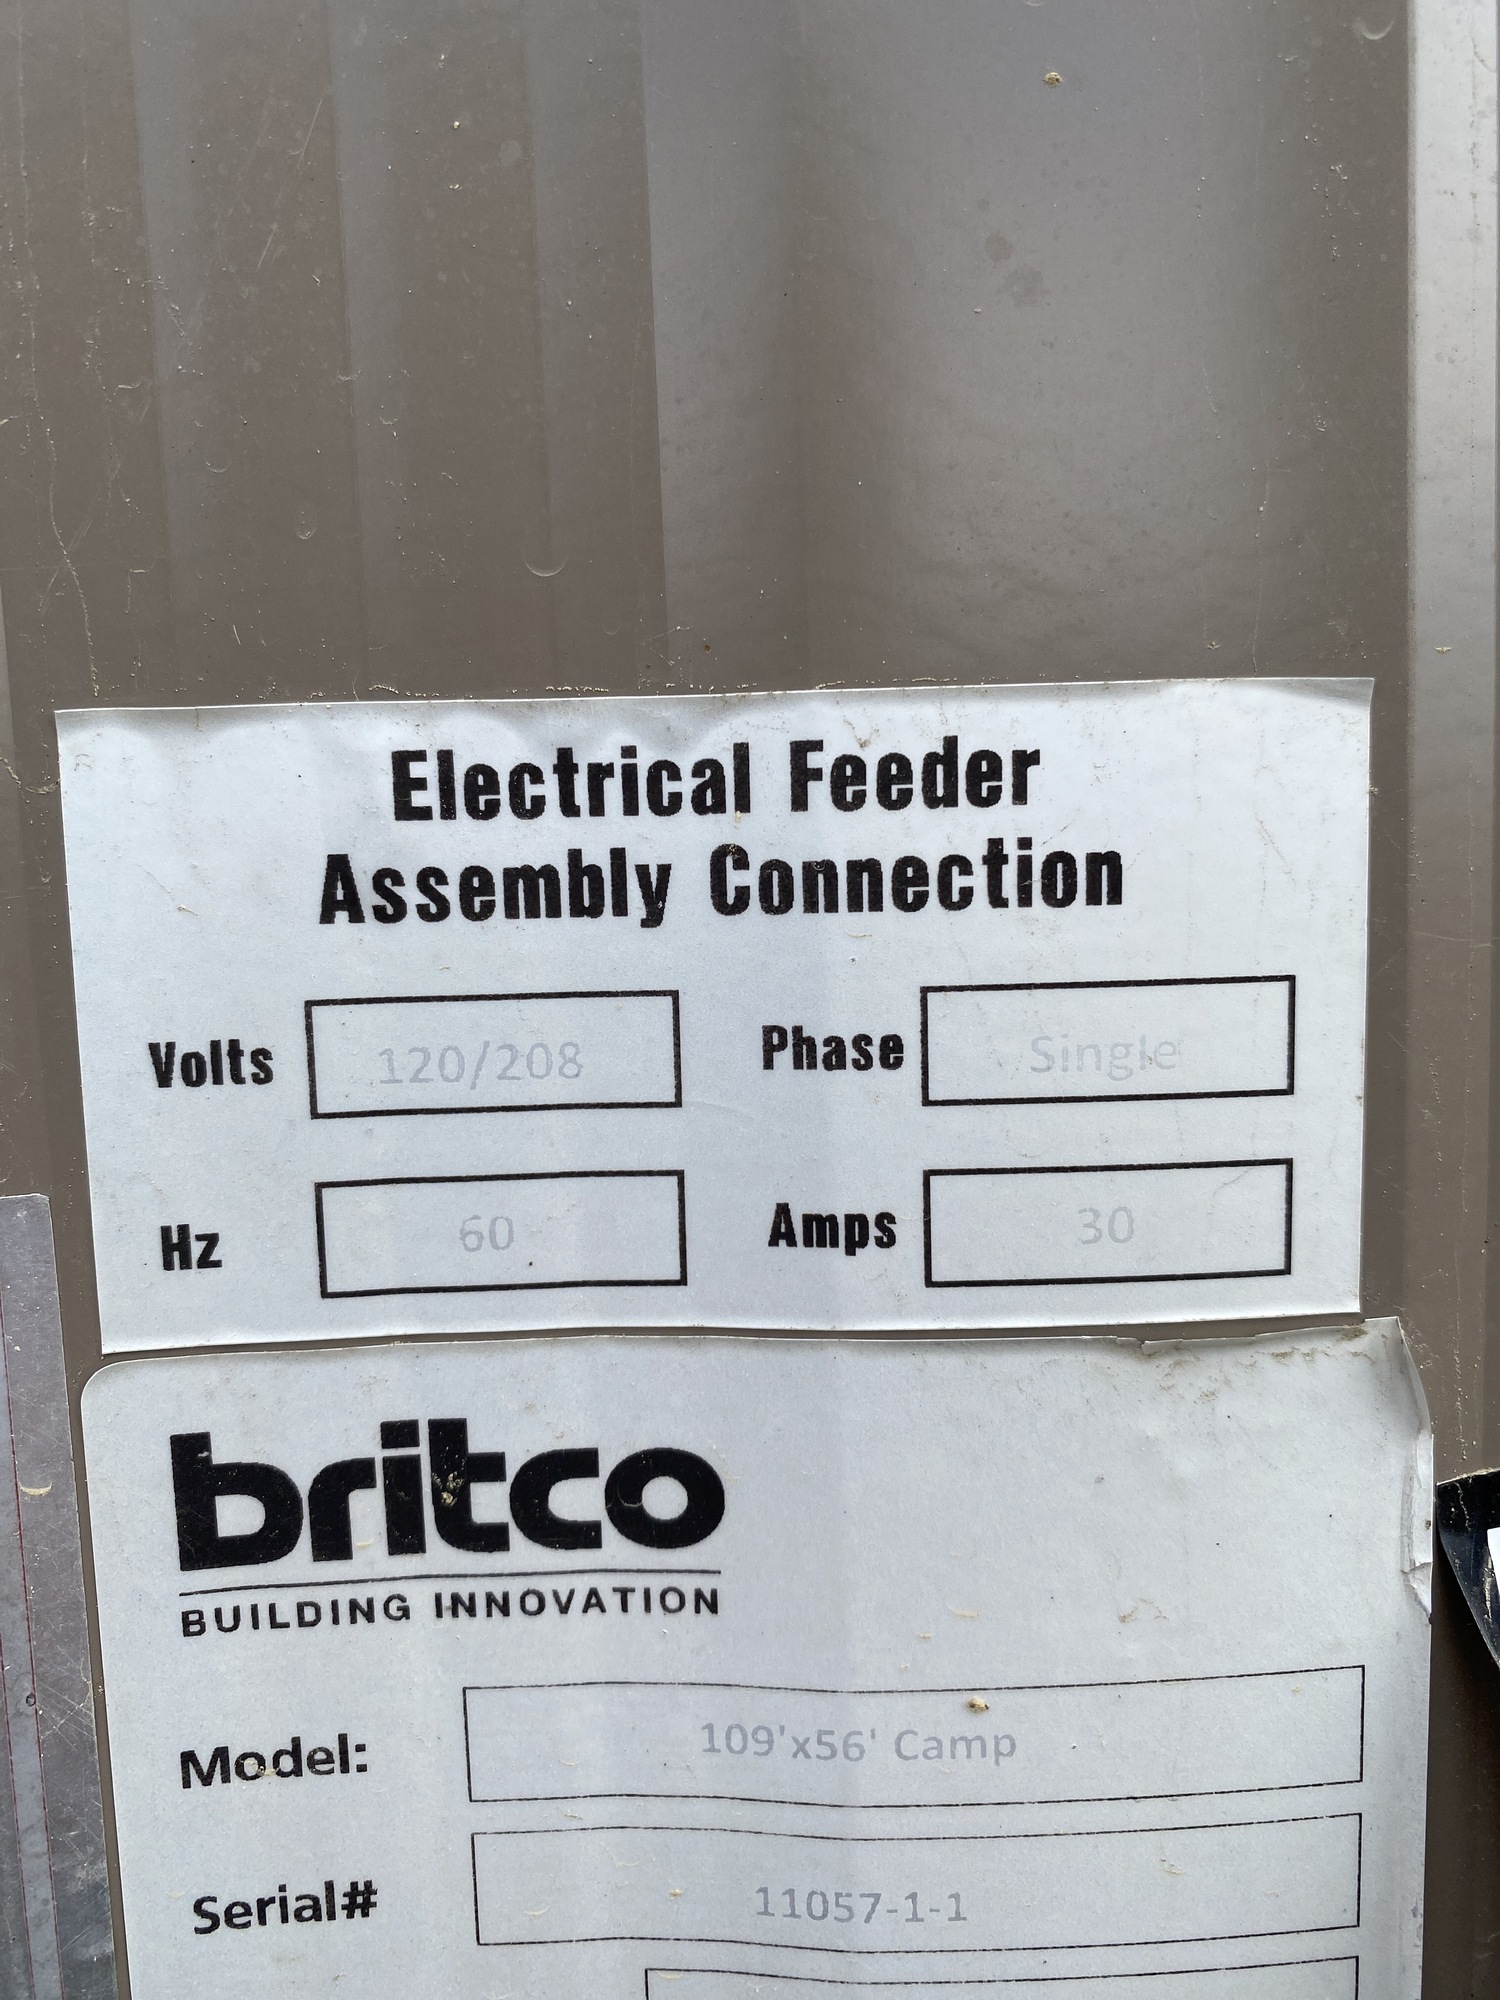 Electrical Feeder
Assembly Connection
Volts 120/208 Phase Single
Hz 60 Amps 30
britco
BUILDING INNOVATION
Model: 109'x56' Camp
Serial# 11057-1-1